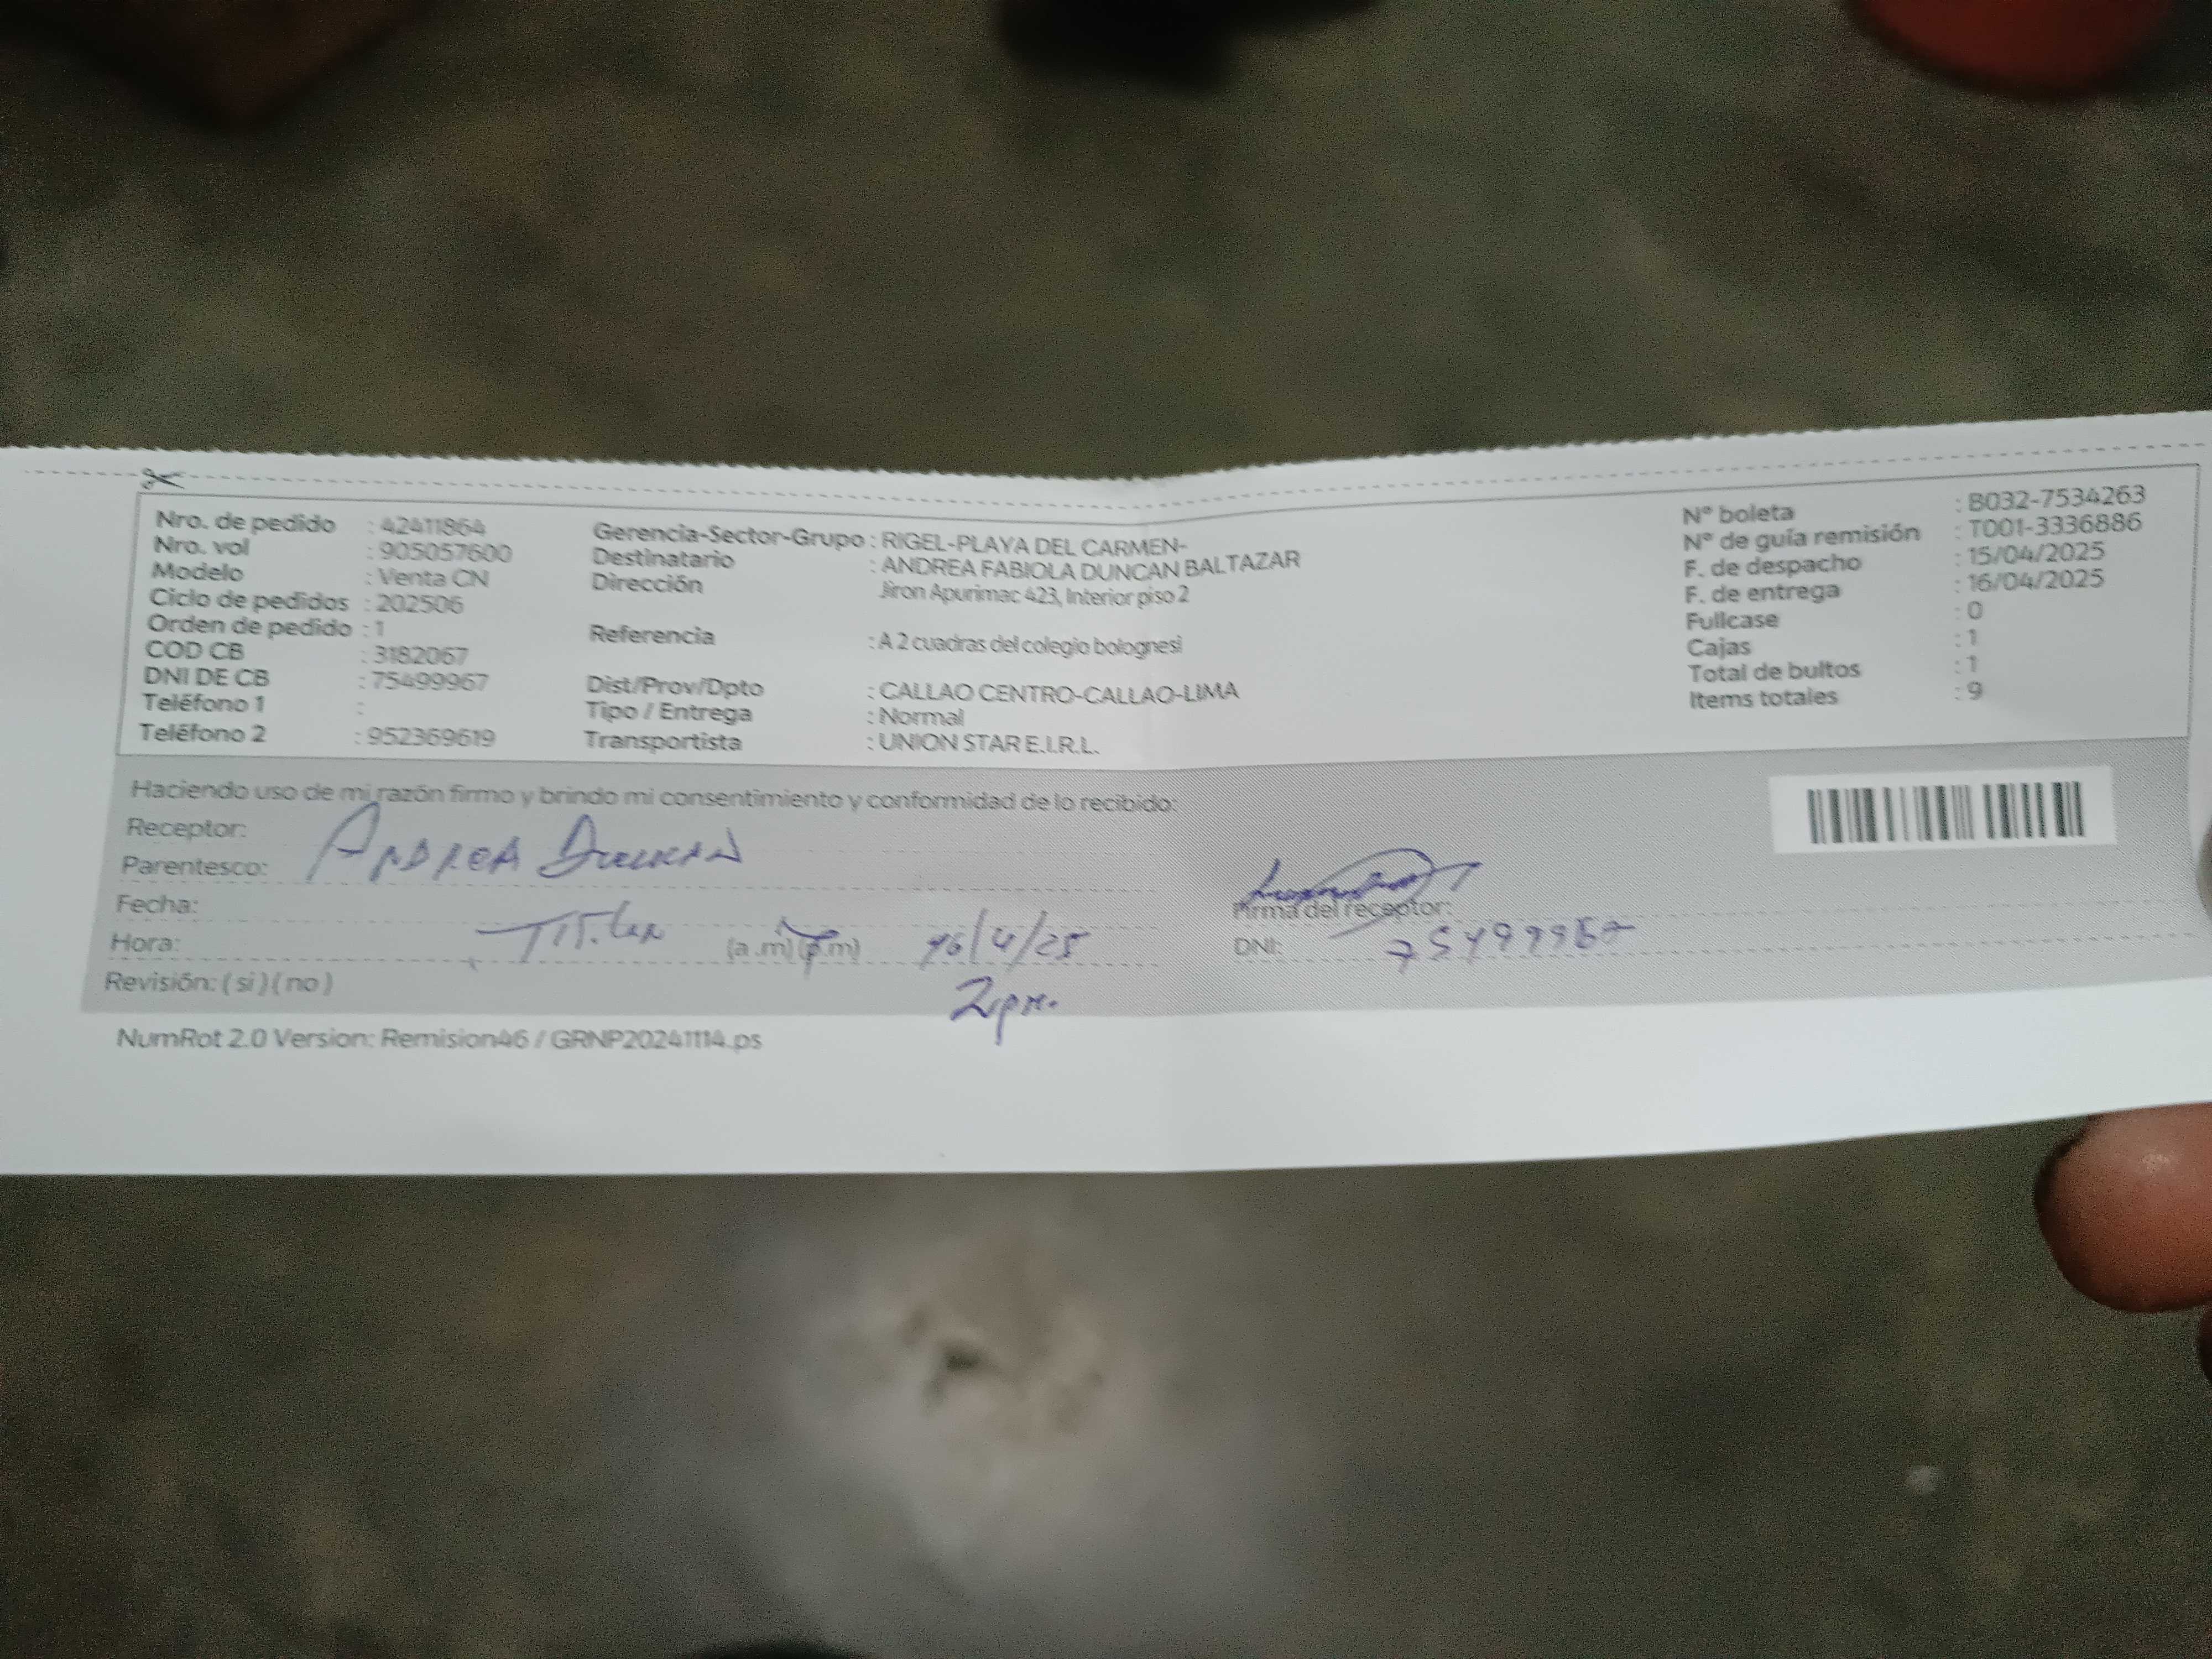 Nro. de pedido : 42411864
Nro. vol : 905057600
Modelo : Venta CN
Ciclo de pedidos : 202506
Orden de pedido : 1
COD CB : 3182067
DNI DE CB : 75499967
Teléfono 1 :
Teléfono 2 : 952369619
Gerencia-Sector-Grupo : RIGEL-PLAYA DEL CARMEN-
Destinatario : ANDREA FABIOLA DUNCAN BALTAZAR
Dirección Jiron Apurimac 423, Interior piso 2
Referencia : A 2 cuadras del colegio bolognesi
Dist/Prov/Dpto : CALLAO CENTRO-CALLAO-LIMA
Tipo / Entrega : Normal
Transportista : UNION STAR E.I.R.L.
N° boleta : B032-7534263
N° de guía remisión : T001-3336886
F. de despacho : 15/04/2025
F. de entrega : 16/04/2025
Fullcase : 0
Cajas : 1
Total de bultos : 1
Items totales : 9
Haciendo uso de mi razón firmo y brindo mi consentimiento y conformidad de lo recibido:
Receptor: ANDREA DUNCAN
Parentesco:
Fecha:
Hora: (a.m) (p.m) 16/4/25
2 pm.
Revisión: ( si ) ( no )
Firma del receptor:
DNI: 75499967
NumRot 2.0 Version: Remision46 / GRNP20241114.ps